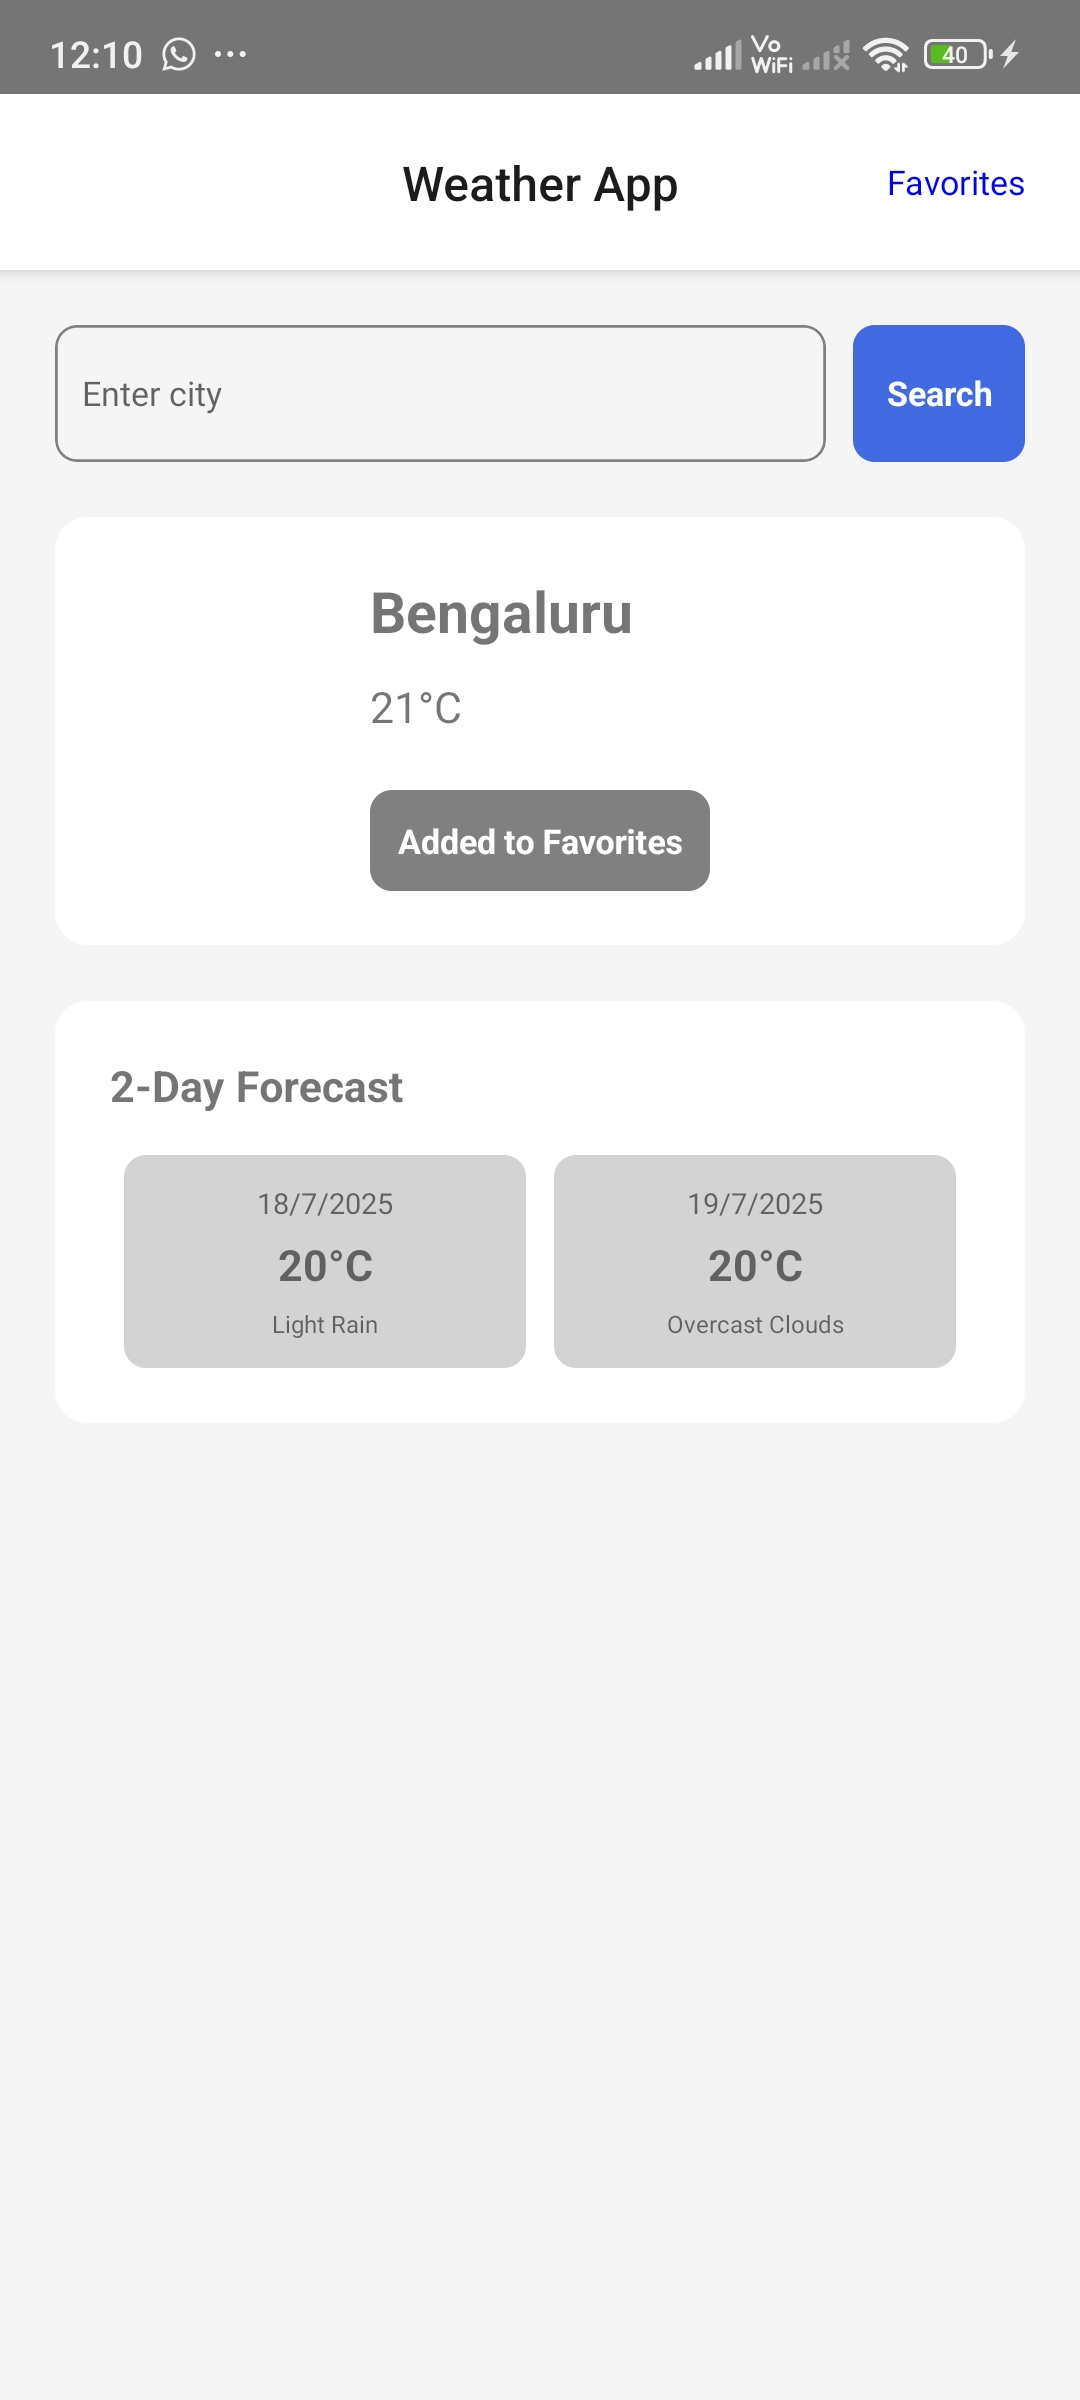 12:10 Vo WiFi 40
Weather App Favorites
Enter city Search
Bengaluru
21°C
Added to Favorites
2-Day Forecast
18/7/2025 19/7/2025
20°C 20°C
Light Rain Overcast Clouds